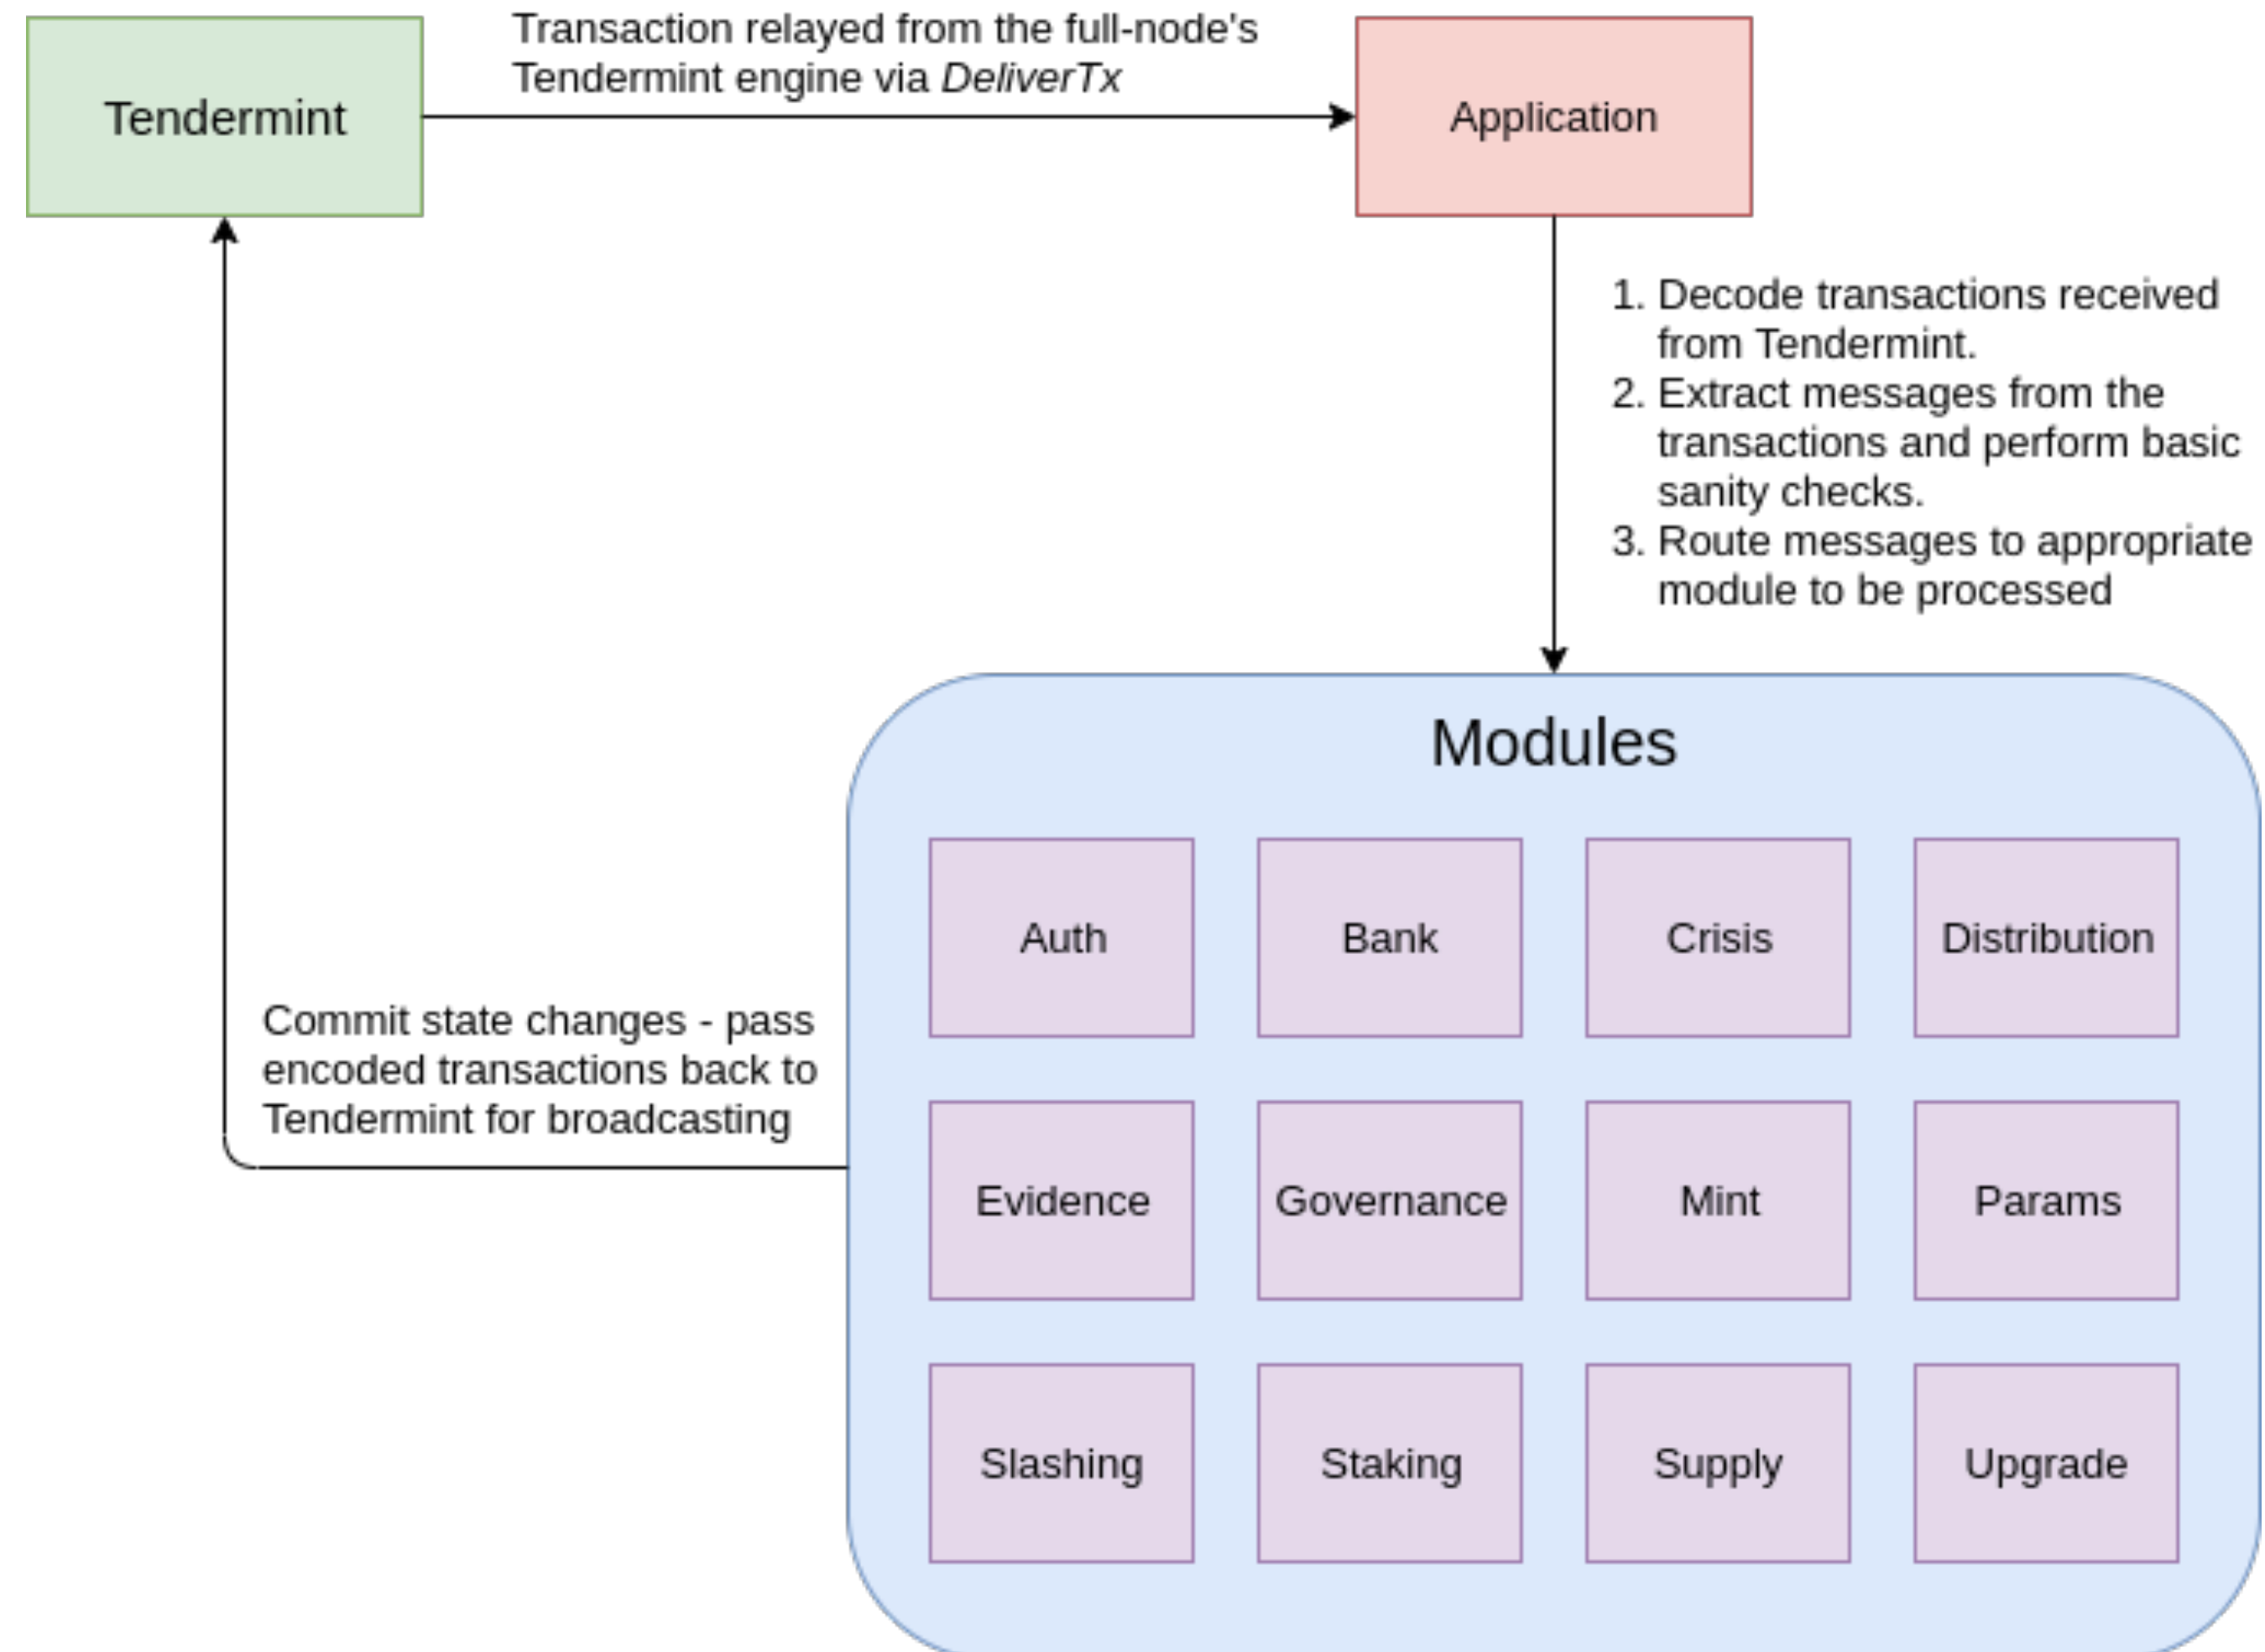 Transaction relayed from the full-node's
Tendermint engine via DeliverTx
Tendermint
Application
1. Decode transactions received
from Tendermint.
2. Extract messages from the
transactions and perform basic
sanity checks.
3. Route messages to appropriate
module to be processed
Modules
Auth
Bank
Crisis
Distribution
Commit state changes - pass
encoded transactions back to
Tendermint for broadcasting
Evidence
Governance
Mint
Params
Slashing
Staking
Supply
Upgrade